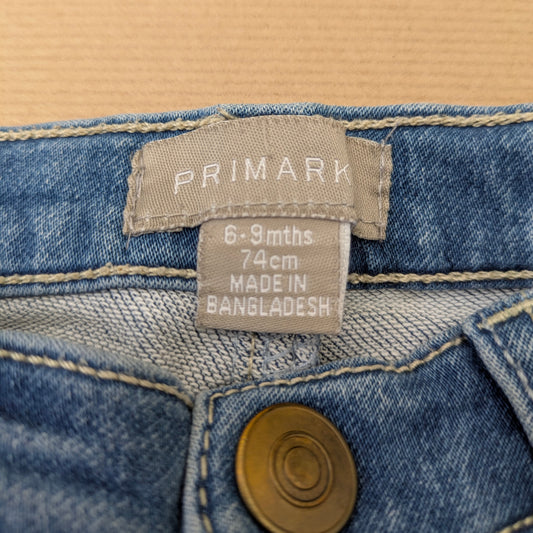 PRIMARK
6-9mths
74cm
MADE IN
BANGLADESH